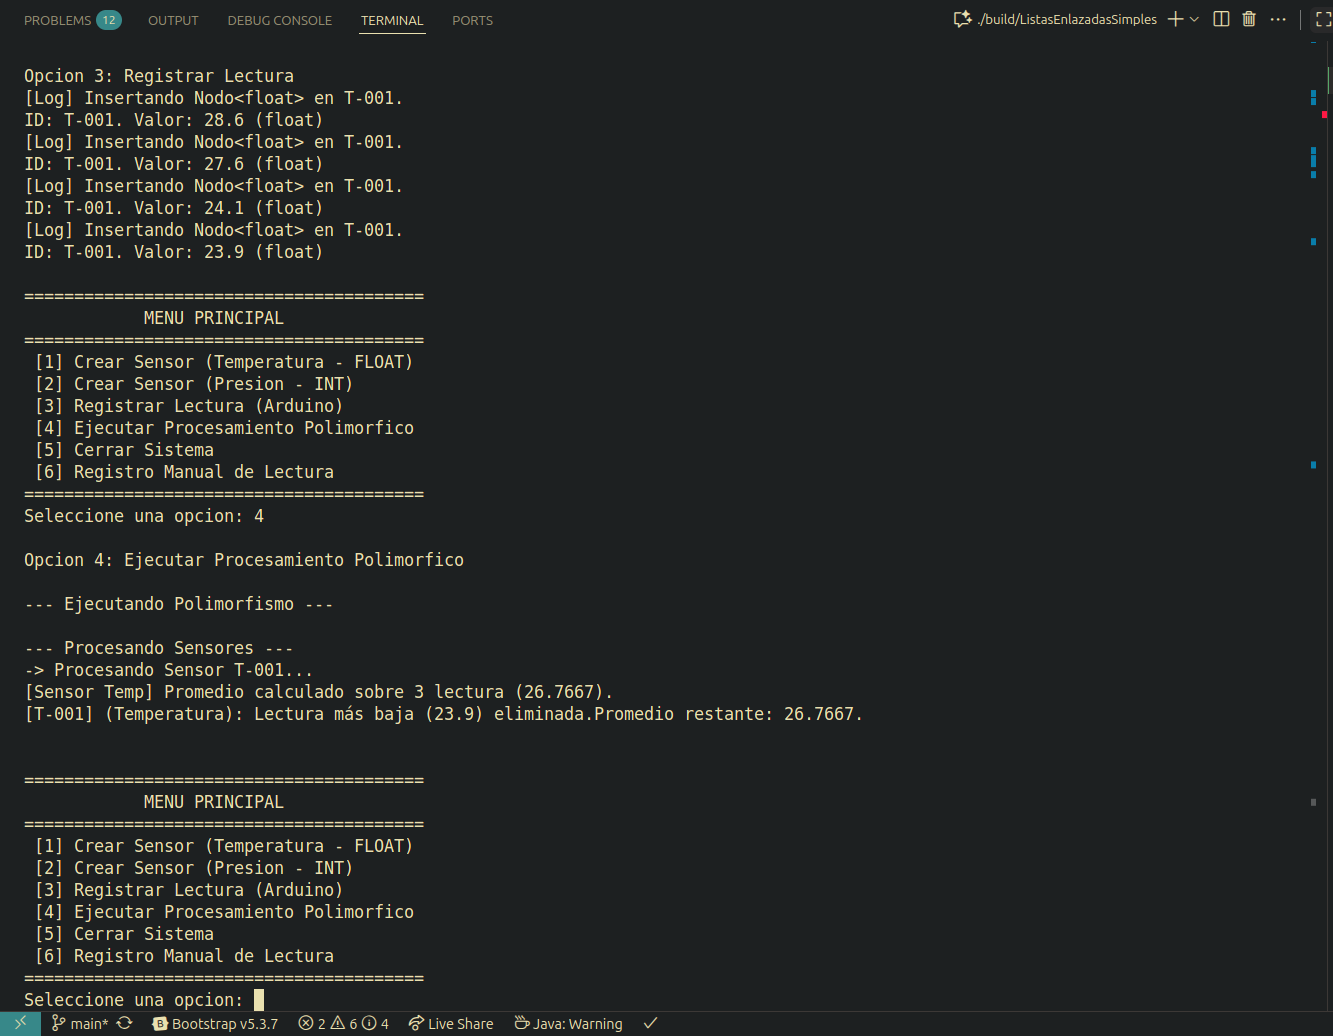 PROBLEMS 12 OUTPUT DEBUG CONSOLE TERMINAL PORTS ./build/ListasEnlazadasSimples
Opcion 3: Registrar Lectura
[Log] Insertando Nodo<float> en T-001.
ID: T-001. Valor: 28.6 (float)
[Log] Insertando Nodo<float> en T-001.
ID: T-001. Valor: 27.6 (float)
[Log] Insertando Nodo<float> en T-001.
ID: T-001. Valor: 24.1 (float)
[Log] Insertando Nodo<float> en T-001.
ID: T-001. Valor: 23.9 (float)
========================================
MENU PRINCIPAL
========================================
[1] Crear Sensor (Temperatura - FLOAT)
[2] Crear Sensor (Presion - INT)
[3] Registrar Lectura (Arduino)
[4] Ejecutar Procesamiento Polimorfico
[5] Cerrar Sistema
[6] Registro Manual de Lectura
========================================
Seleccione una opcion: 4
Opcion 4: Ejecutar Procesamiento Polimorfico
--- Ejecutando Polimorfismo ---
--- Procesando Sensores ---
-> Procesando Sensor T-001...
[Sensor Temp] Promedio calculado sobre 3 lectura (26.7667).
[T-001] (Temperatura): Lectura más baja (23.9) eliminada.Promedio restante: 26.7667.
========================================
MENU PRINCIPAL
========================================
[1] Crear Sensor (Temperatura - FLOAT)
[2] Crear Sensor (Presion - INT)
[3] Registrar Lectura (Arduino)
[4] Ejecutar Procesamiento Polimorfico
[5] Cerrar Sistema
[6] Registro Manual de Lectura
========================================
Seleccione una opcion:
main* B Bootstrap v5.3.7 2 6 4 Live Share Java: Warning